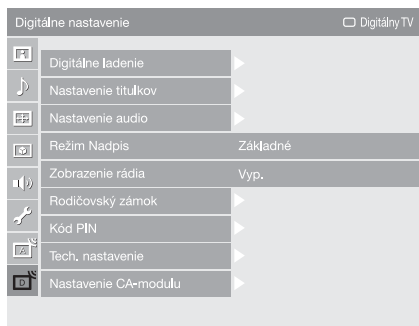 Digitálne nastavenie
Digitálny TV
Digitálne ladenie
Nastavenie titulkov
Nastavenie audio
Režim Nadpis Základné
Zobrazenie rádia Vyp.
Rodičovský zámok
Kód PIN
Tech. nastavenie
A
Nastavenie CA-modulu
D